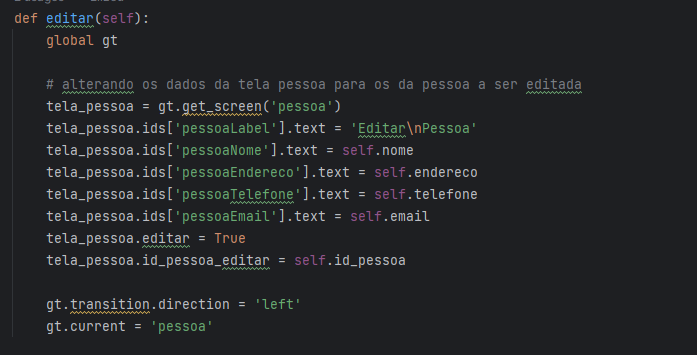 def editar(self):
global gt
# alterando os dados da tela pessoa para os da pessoa a ser editada
tela_pessoa = gt.get_screen('pessoa')
tela_pessoa.ids['pessoaLabel'].text = 'Editar\nPessoa'
tela_pessoa.ids['pessoaNome'].text = self.nome
tela_pessoa.ids['pessoaEndereco'].text = self.endereco
tela_pessoa.ids['pessoaTelefone'].text = self.telefone
tela_pessoa.ids['pessoaEmail'].text = self.email
tela_pessoa.editar = True
tela_pessoa.id_pessoa_editar = self.id_pessoa
gt.transition.direction = 'left'
gt.current = 'pessoa'